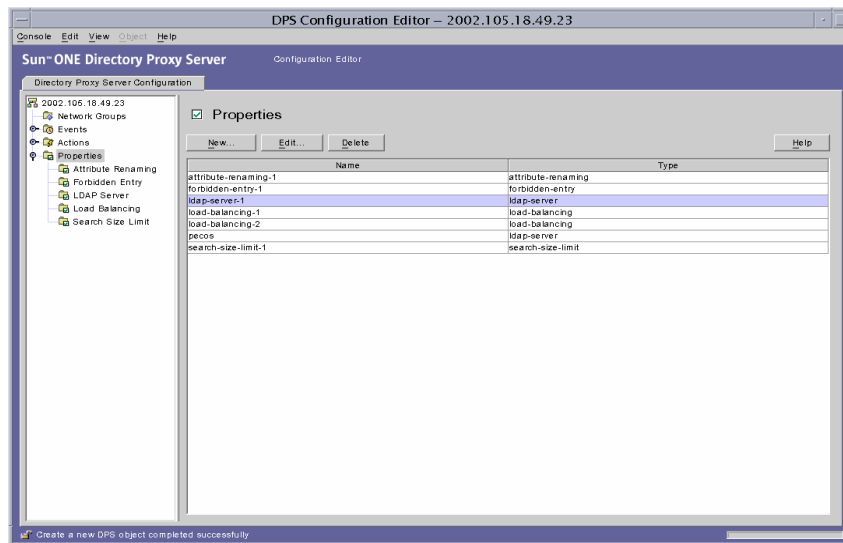 DPS Configuration Editor – 2002.105.18.49.23
Console Edit View Object Help
Sun™ ONE Directory Proxy Server Configuration Editor
Directory Proxy Server Configuration
2002.105.18.49.23
Network Groups
Events
Actions
Properties
Attribute Renaming
Forbidden Entry
LDAP Server
Load Balancing
Search Size Limit
Properties
New... Edit... Delete Help
Name Type
attribute-renaming-1 attribute-renaming
forbidden-entry-1 forbidden-entry
ldap-server-1 ldap-server
load-balancing-1 load-balancing
load-balancing-2 load-balancing
pecos ldap-server
search-size-limit-1 search-size-limit
Create a new DPS object completed successfully